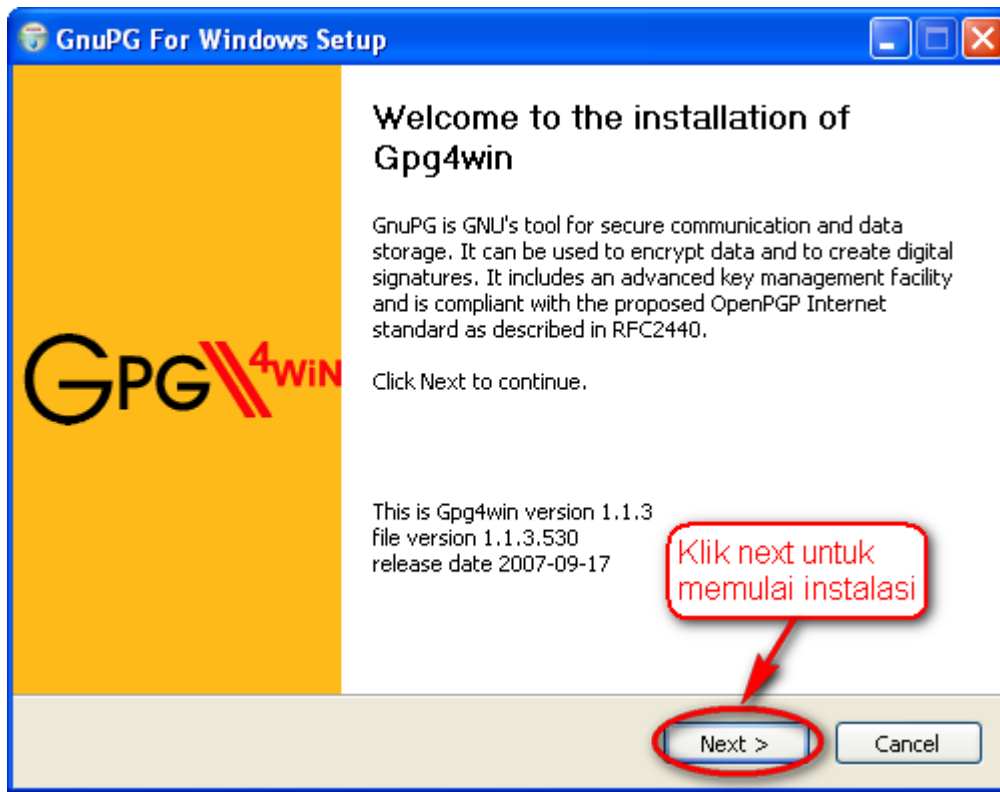 GnuPG For Windows Setup
Welcome to the installation of
Gpg4win
GnuPG is GNU's tool for secure communication and data
storage. It can be used to encrypt data and to create digital
signatures. It includes an advanced key management facility
and is compliant with the proposed OpenPGP Internet
standard as described in RFC2440.
GPG4WiN
Click Next to continue.
This is Gpg4win version 1.1.3
file version 1.1.3.530
release date 2007-09-17
Klik next untuk
memulai instalasi
Next >
Cancel